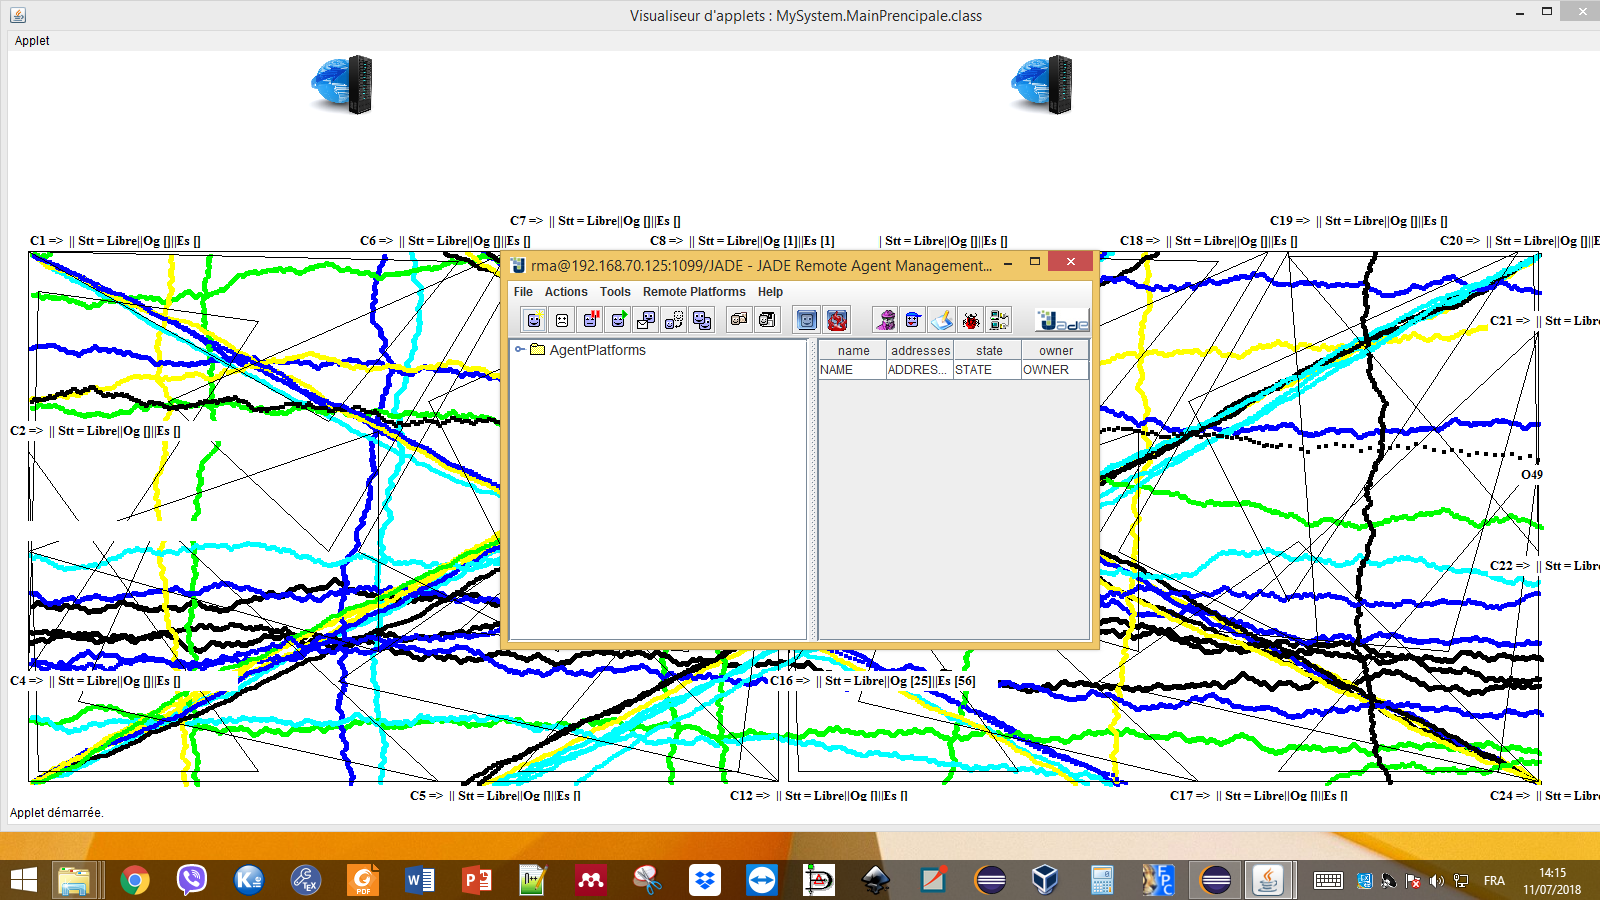 Visualiseur d'applets : MySystem.MainPrencipale.class
Applet
C7 => || Stt = Libre||Og []||Es []
C19 => || Stt = Libre||Og []||Es []
C1 => || Stt = Libre||Og []||Es []
C6 => || Stt = Libre||Og []||Es []
C8 => || Stt = Libre||Og [1]||Es [1]
| Stt = Libre||Og []||Es []
C18 => || Stt = Libre||Og []||Es []
C20 => || Stt = Libre||Og []||E
rma@192.168.70.125:1099/JADE - JADE Remote Agent Management...
File Actions Tools Remote Platforms Help
Jade
AgentPlatforms
name addresses state owner
NAME ADDRES... STATE OWNER
C21 => || Stt = Libr
C2 => || Stt = Libre||Og []||Es []
O49
C22 => || Stt = Libr
C4 => || Stt = Libre||Og []||Es []
C16 => || Stt = Libre||Og [25]||Es [56]
C5 => || Stt = Libre||Og []||Es []
C12 => || Stt = Libre||Og []||Es []
C17 => || Stt = Libre||Og []||Es []
C24 => || Stt = Libr
Applet démarrée.
FRA
14:15
11/07/2018